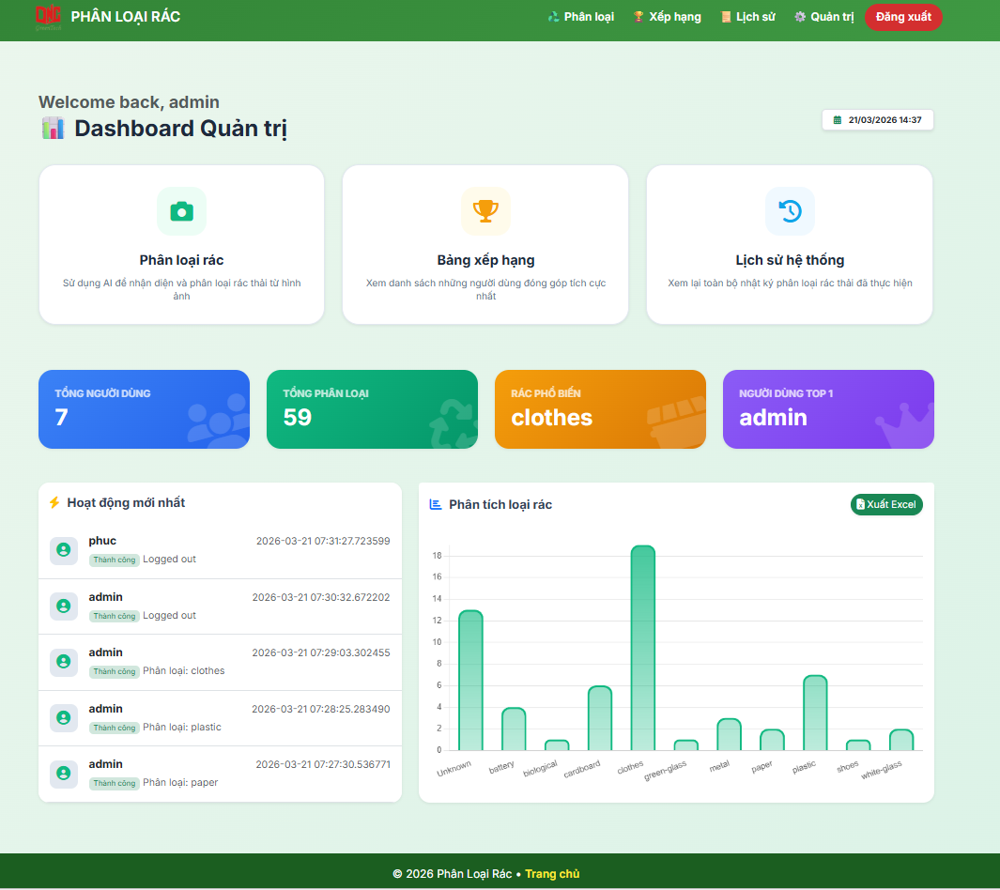 DNC
PHÂN LOẠI RÁC
Phân loại
Xếp hạng
Lịch sử
Quản trị
Đăng xuất
Welcome back, admin
Dashboard Quản trị
21/03/2026 14:37
Phân loại rác
Sử dụng AI để nhận diện và phân loại rác thải từ hình
ảnh
Bảng xếp hạng
Xem danh sách những người dùng đóng góp tích cực
nhất
Lịch sử hệ thống
Xem lại toàn bộ nhật ký phân loại rác thải đã thực hiện
TỔNG NGƯỜI DÙNG
7
TỔNG PHÂN LOẠI
59
RÁC PHỔ BIẾN
clothes
NGƯỜI DÙNG TOP 1
admin
Hoạt động mới nhất
phuc
2026-03-21 07:31:27.723599
Thành công Logged out
admin
2026-03-21 07:30:32.672202
Thành công Logged out
admin
2026-03-21 07:29:03.302455
Thành công Phân loại: clothes
admin
2026-03-21 07:28:25.283490
Thành công Phân loại: plastic
admin
2026-03-21 07:27:30.536771
Thành công Phân loại: paper
Phân tích loại rác
Xuất Excel
18
16
14
12
10
8
6
4
2
0
Unknown
battery
biological
cardboard
clothes
green-glass
metal
paper
plastic
shoes
white-glass
© 2026 Phân Loại Rác • Trang chủ